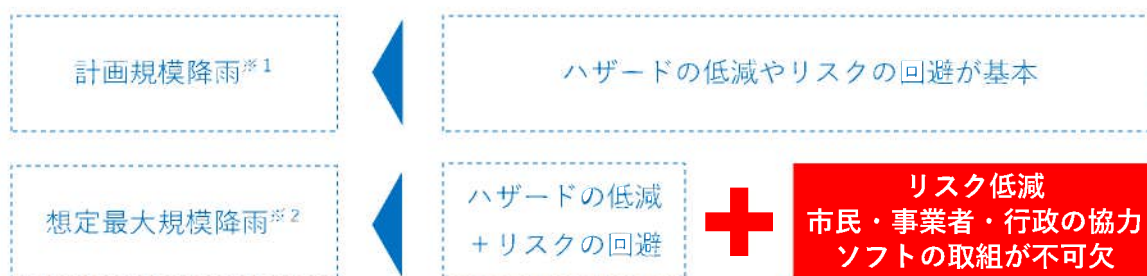 計画規模降雨※1
ハザードの低減やリスクの回避が基本
想定最大規模降雨※2
ハザードの低減
+リスクの回避
リスク低減
市民・事業者・行政の協力
ソフトの取組が不可欠